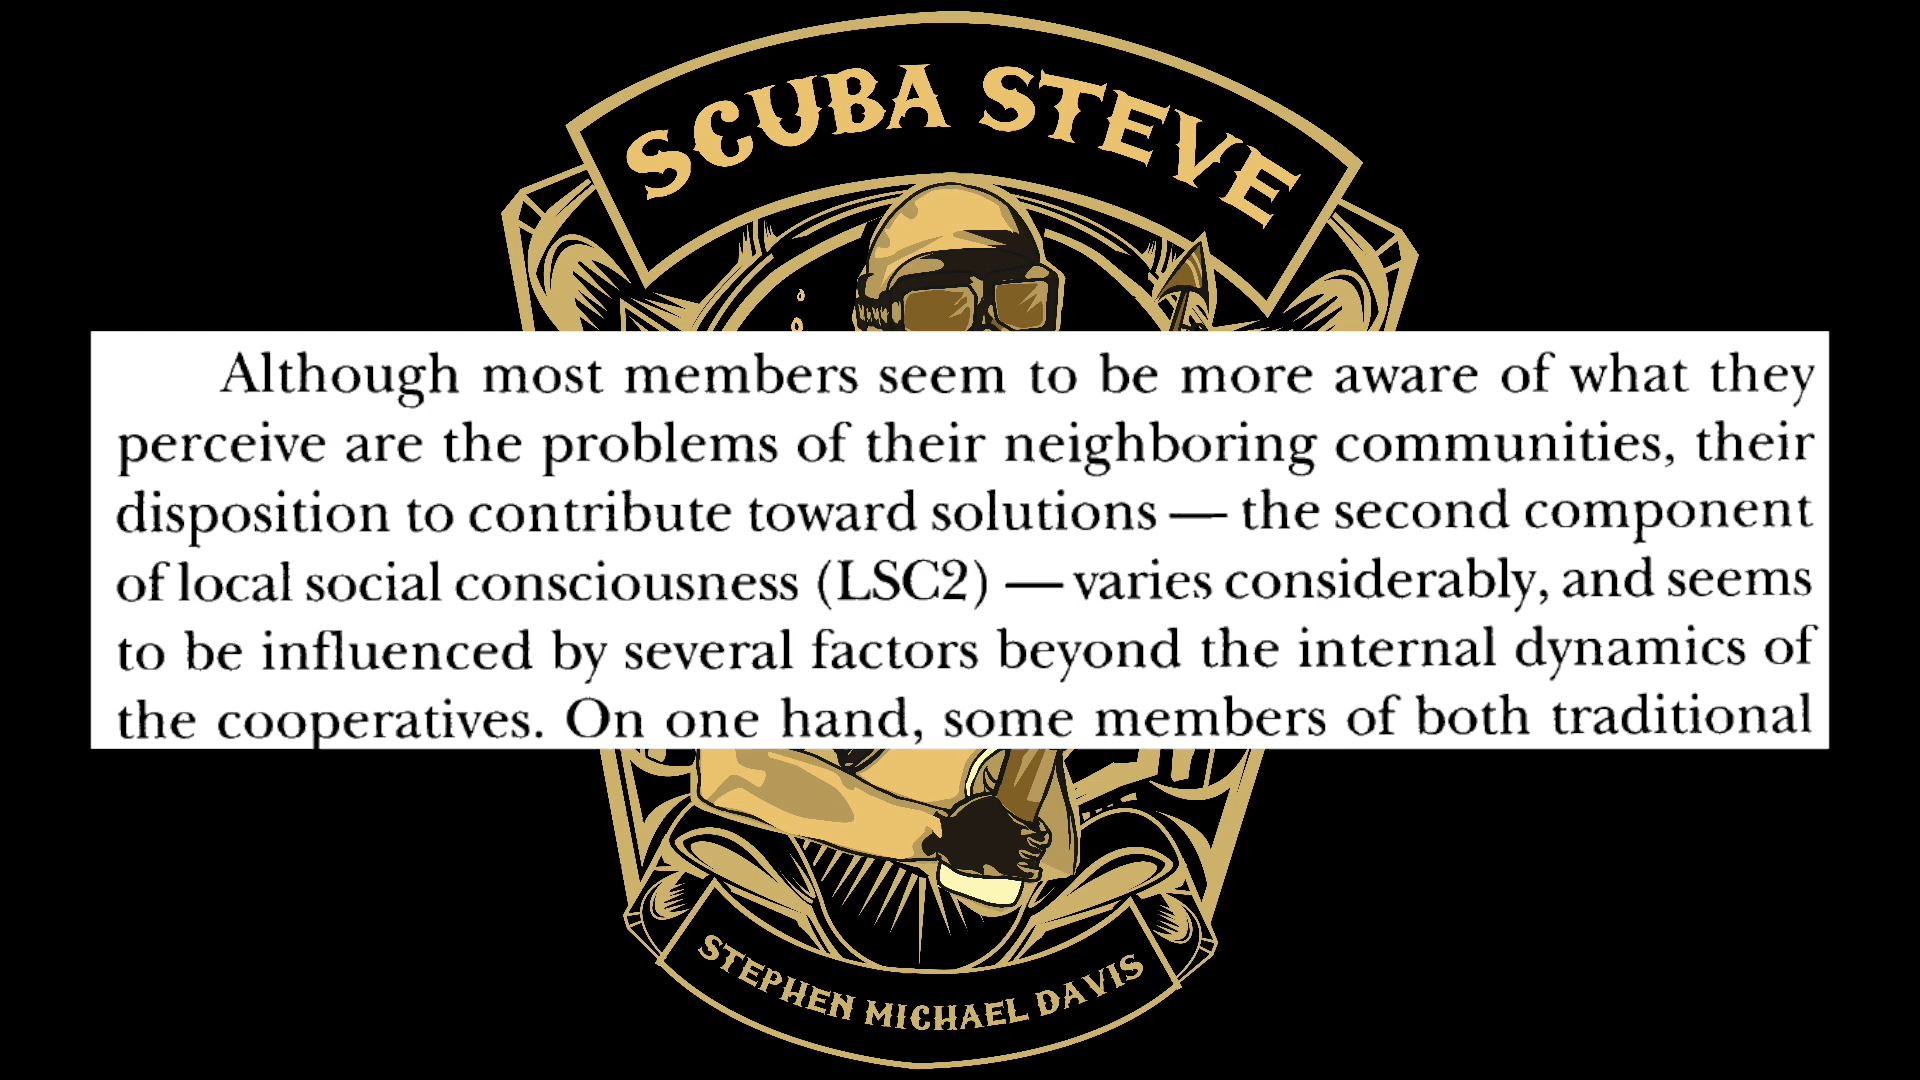 SCUBA STEVE
Although most members seem to be more aware of what they
perceive are the problems of their neighboring communities, their
disposition to contribute toward solutions — the second component
of local social consciousness (LSC2) — varies considerably, and seems
to be influenced by several factors beyond the internal dynamics of
the cooperatives. On one hand, some members of both traditional
STEPHEN MICHAEL DAVIS